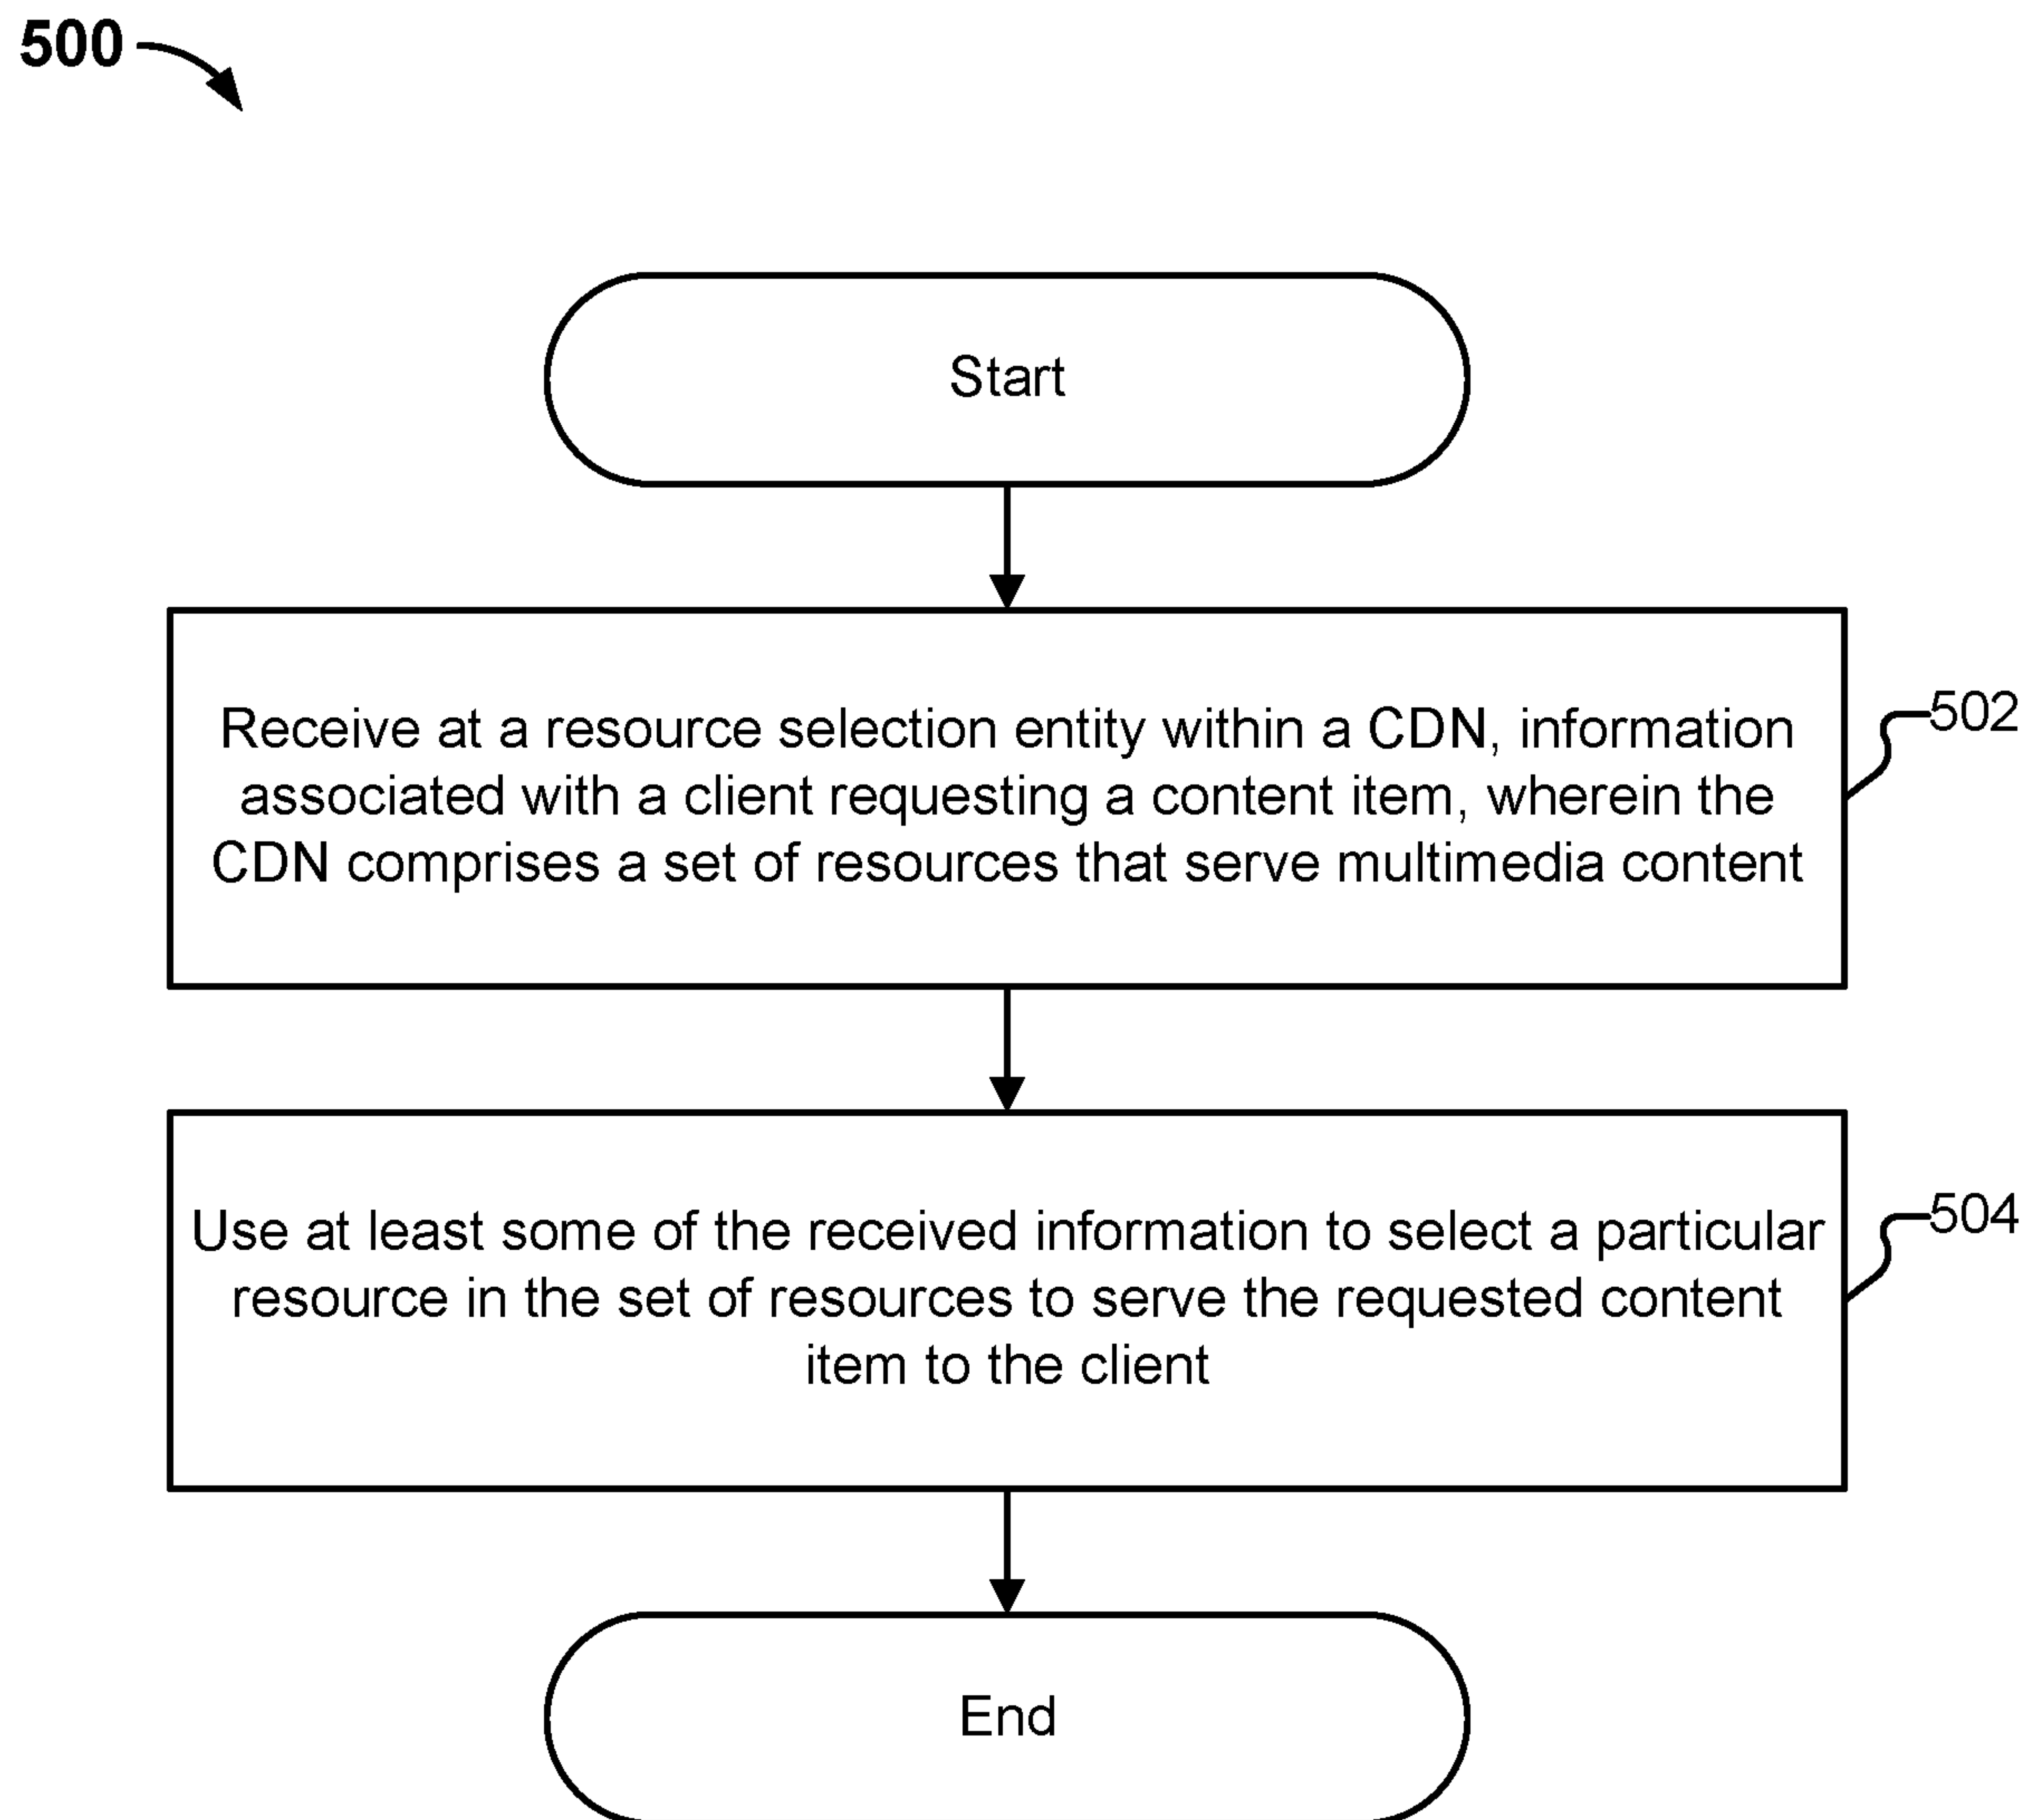 500
Start
Receive at a resource selection entity within a CDN, information
associated with a client requesting a content item, wherein the
CDN comprises a set of resources that serve multimedia content
502
Use at least some of the received information to select a particular
resource in the set of resources to serve the requested content
item to the client
504
End